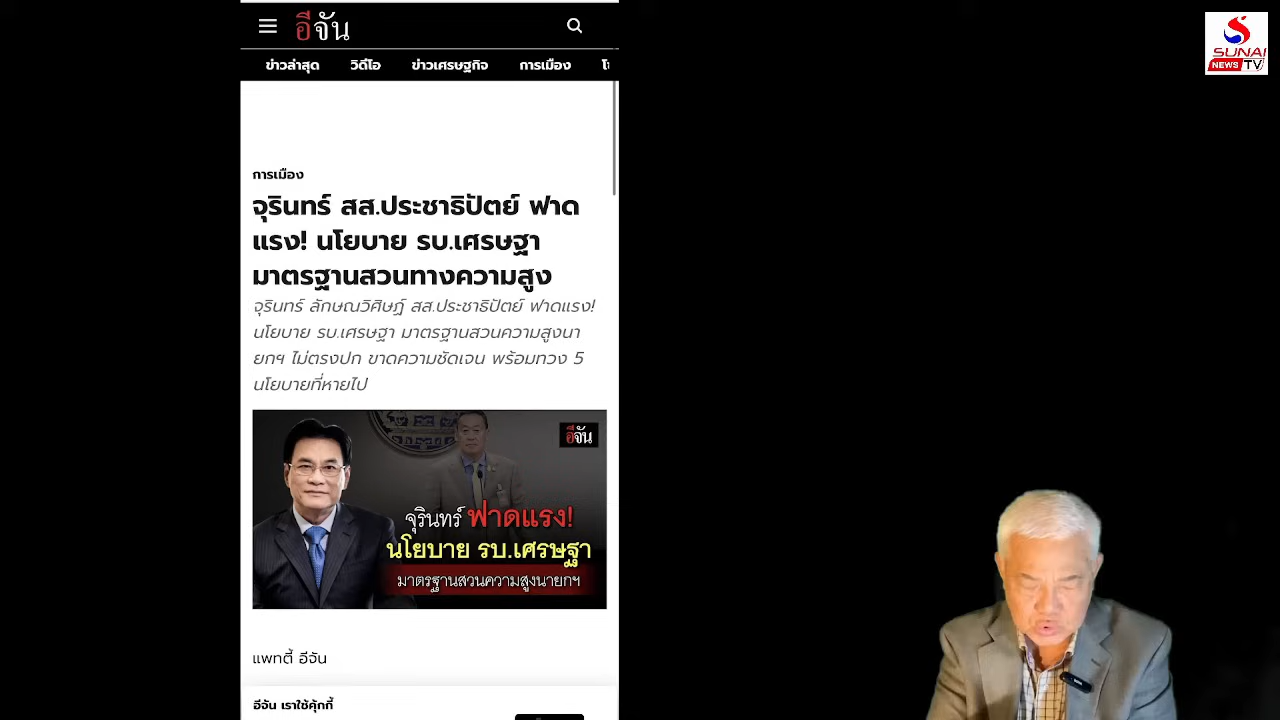 อีจัน
SUNAI
NEWS TV
ข่าวล่าสุด วิดีโอ ข่าวเศรษฐกิจ การเมือง
การเมือง
จุรินทร์ สส.ประชาธิปัตย์ ฟาด
แรง! นโยบาย รบ.เศรษฐา
มาตรฐานสวนทางความสูง
จุรินทร์ ลักษณวิศิษฏ์ สส.ประชาธิปัตย์ ฟาดแรง!
นโยบาย รบ.เศรษฐา มาตรฐานสวนความสูงนา
ยกฯ ไม่ตรงปก ขาดความชัดเจน พร้อมทวง 5
นโยบายที่หายไป
อีจัน
จุรินทร์ ฟาดแรง!
นโยบาย รบ.เศรษฐา
มาตรฐานสวนความสูงนายกฯ
แพทตี้ อีจัน
อีจัน เราใช้คุ้กกี้